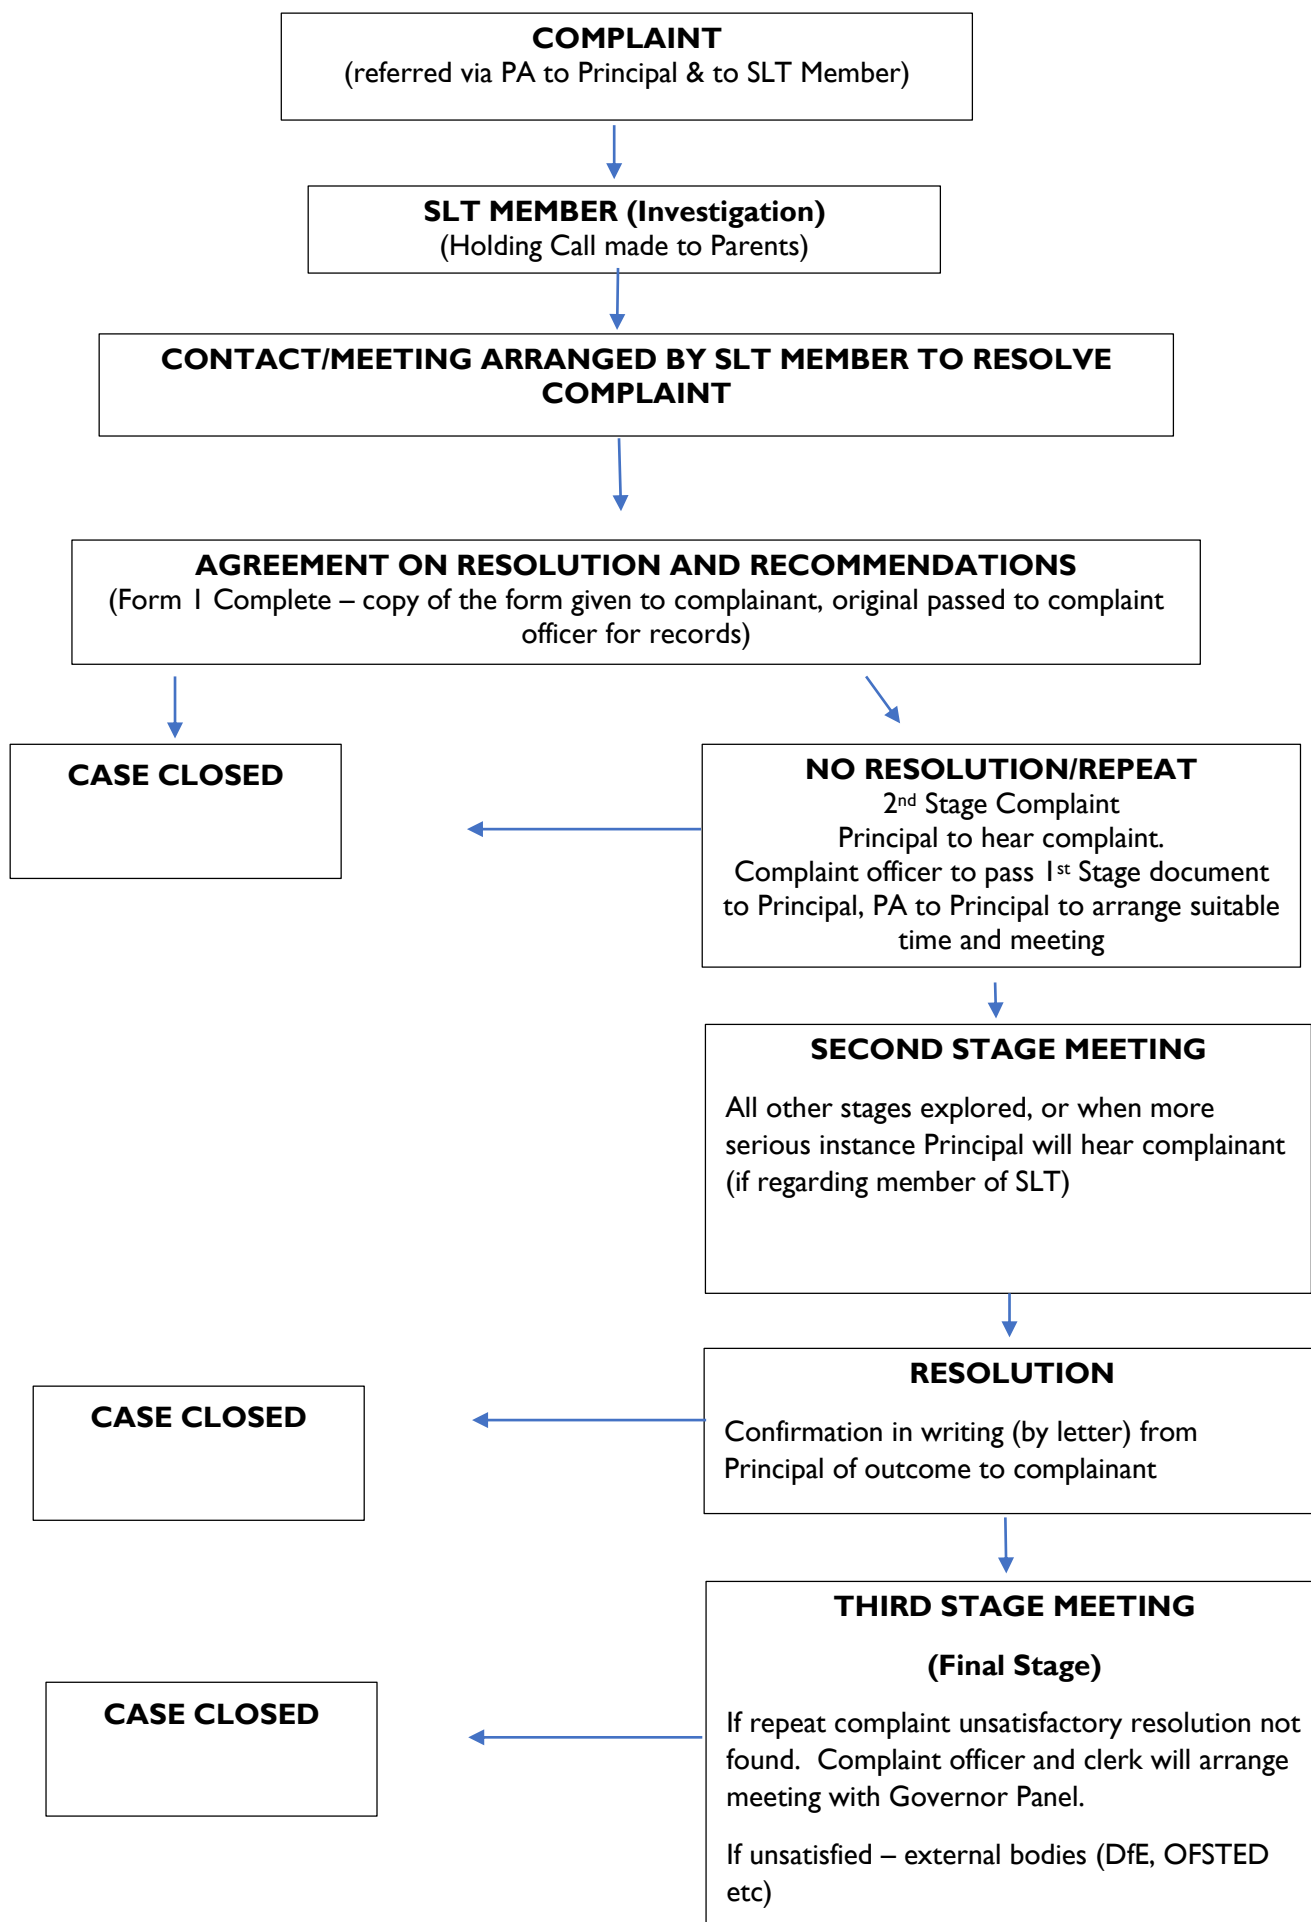 COMPLAINT
(referred via PA to Principal & to SLT Member)
SLT MEMBER (Investigation)
(Holding Call made to Parents)
CONTACT/MEETING ARRANGED BY SLT MEMBER TO RESOLVE
COMPLAINT
AGREEMENT ON RESOLUTION AND RECOMMENDATIONS
(Form 1 Complete – copy of the form given to complainant, original passed to complaint
officer for records)
CASE CLOSED
NO RESOLUTION/REPEAT
2nd Stage Complaint
Principal to hear complaint.
Complaint officer to pass 1st Stage document
to Principal, PA to Principal to arrange suitable
time and meeting
SECOND STAGE MEETING
All other stages explored, or when more
serious instance Principal will hear complainant
(if regarding member of SLT)
RESOLUTION
Confirmation in writing (by letter) from
Principal of outcome to complainant
CASE CLOSED
THIRD STAGE MEETING
(Final Stage)
If repeat complaint unsatisfactory resolution not
found.  Complaint officer and clerk will arrange
meeting with Governor Panel.
If unsatisfied – external bodies (DfE, OFSTED
etc)
CASE CLOSED